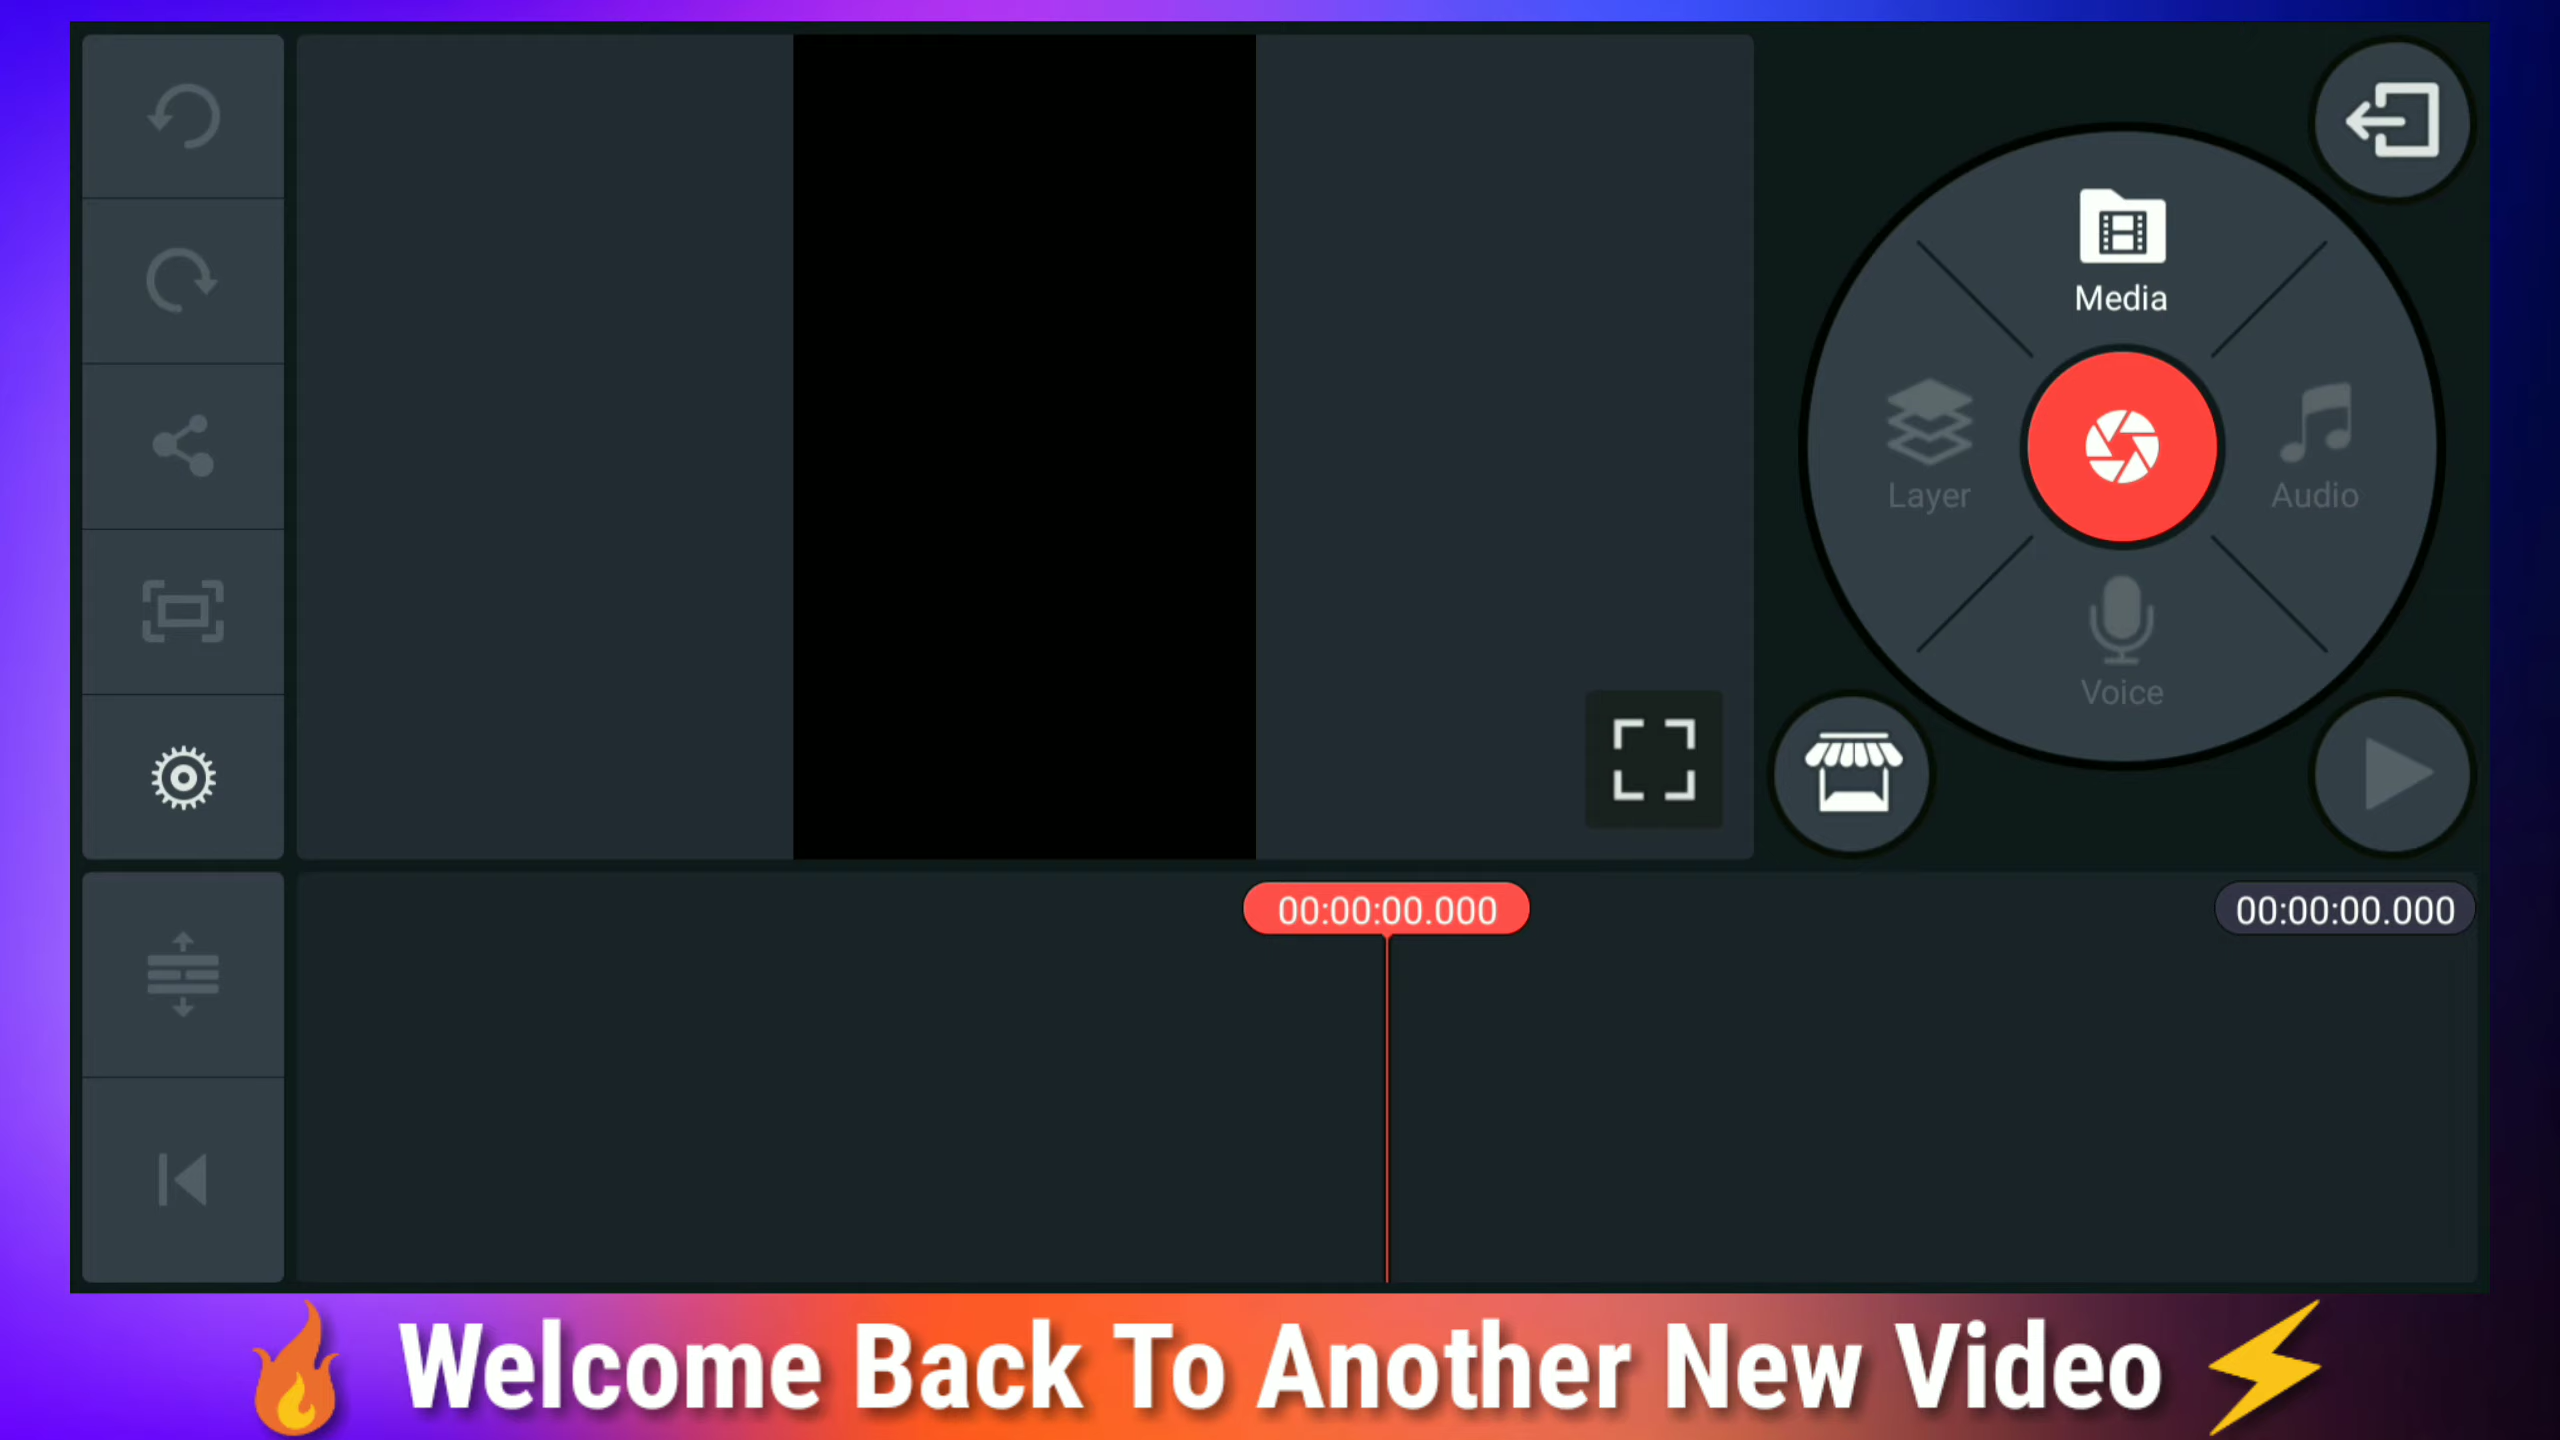 Media
Layer
Audio
Voice
00:00:00.000
00:00:00.000
🔥 Welcome Back To Another New Video ⚡